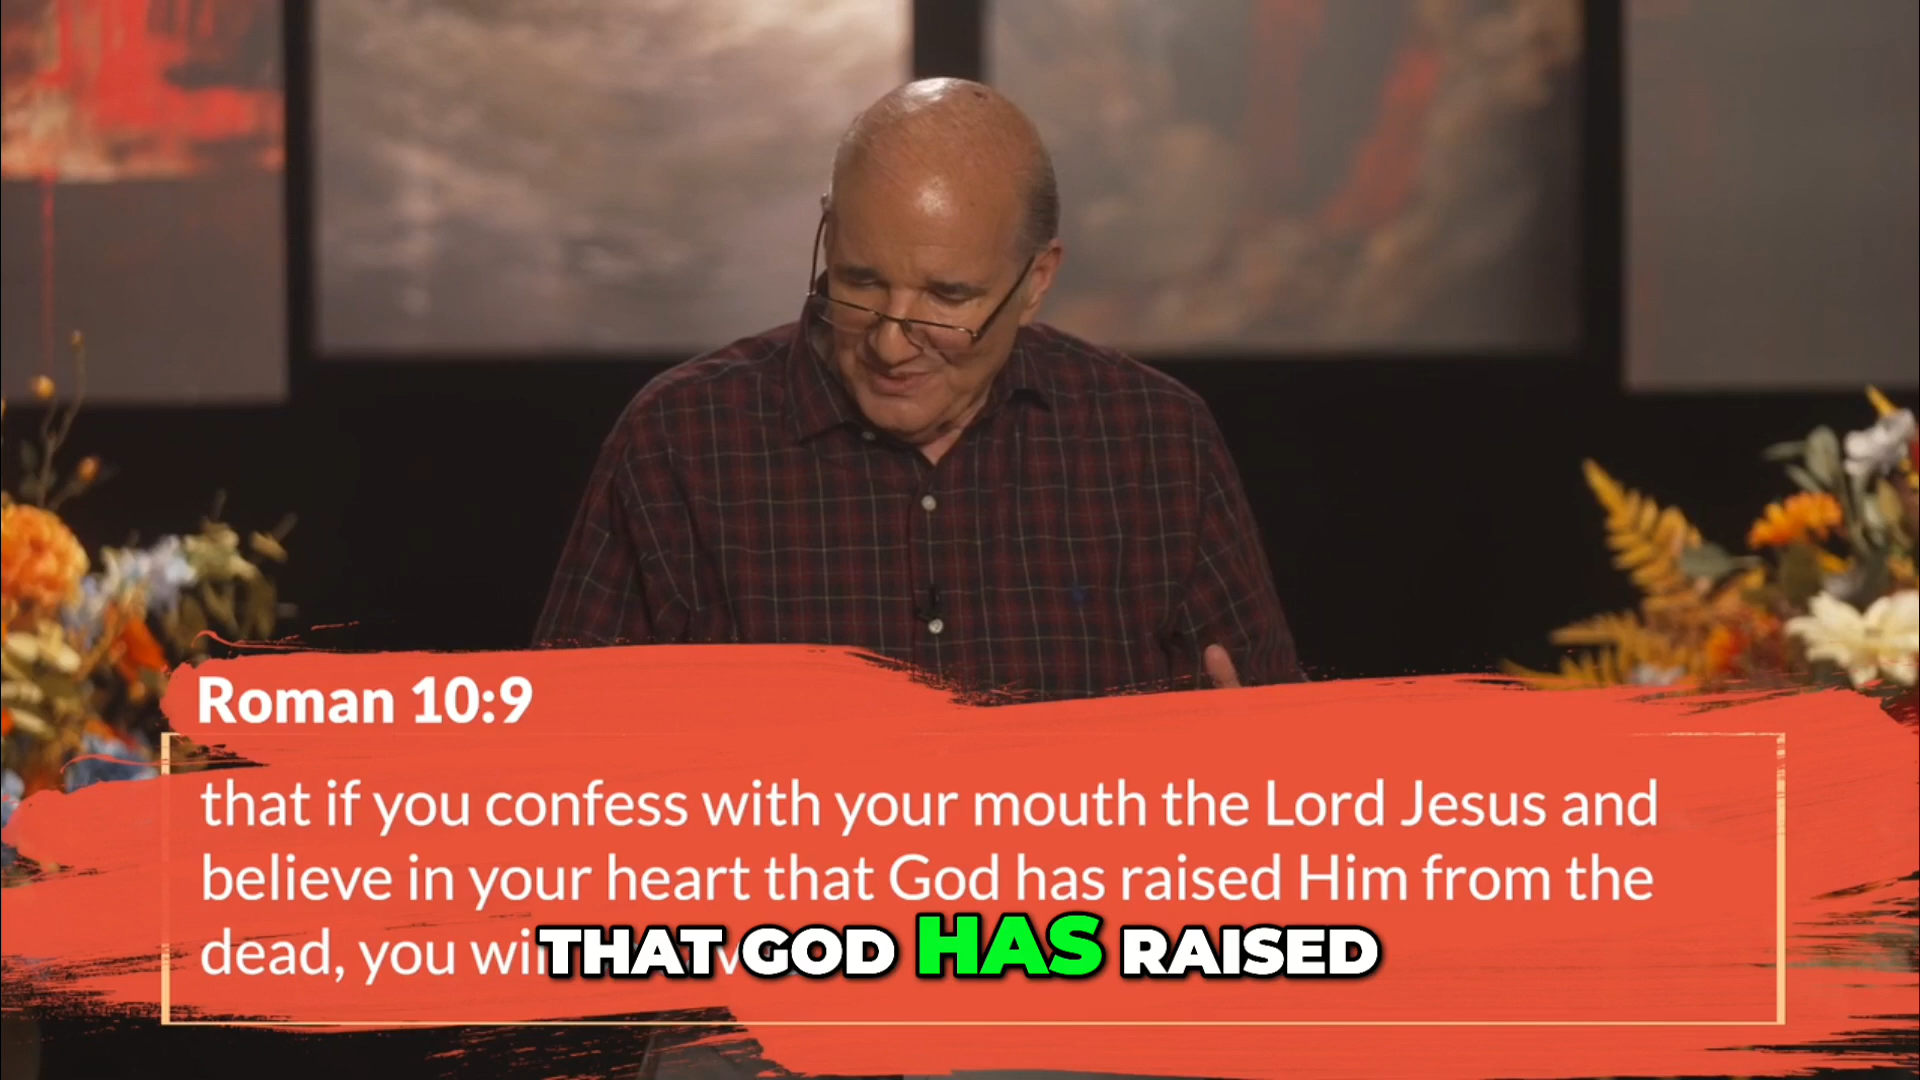 Roman 10:9
that if you confess with your mouth the Lord Jesus and
believe in your heart that God has raised Him from the
dead, you
THAT GOD HAS RAISED